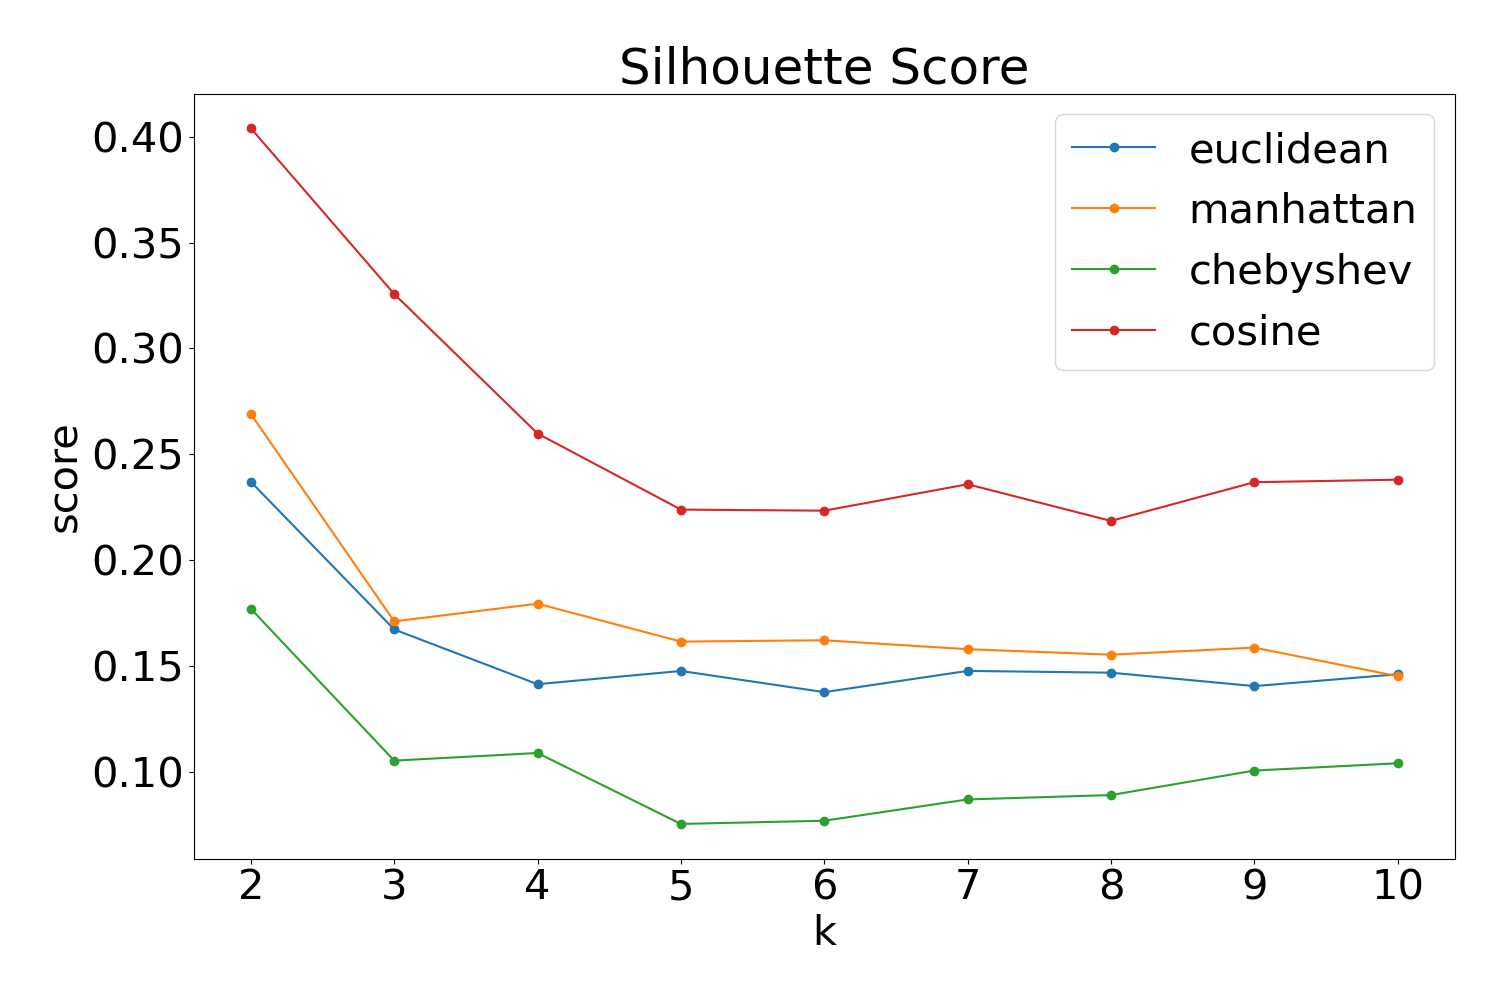 Silhouette Score
euclidean
manhattan
chebyshev
cosine
score
0.40
0.35
0.30
0.25
0.20
0.15
0.10
2 3 4 5 6 7 8 9 10
k